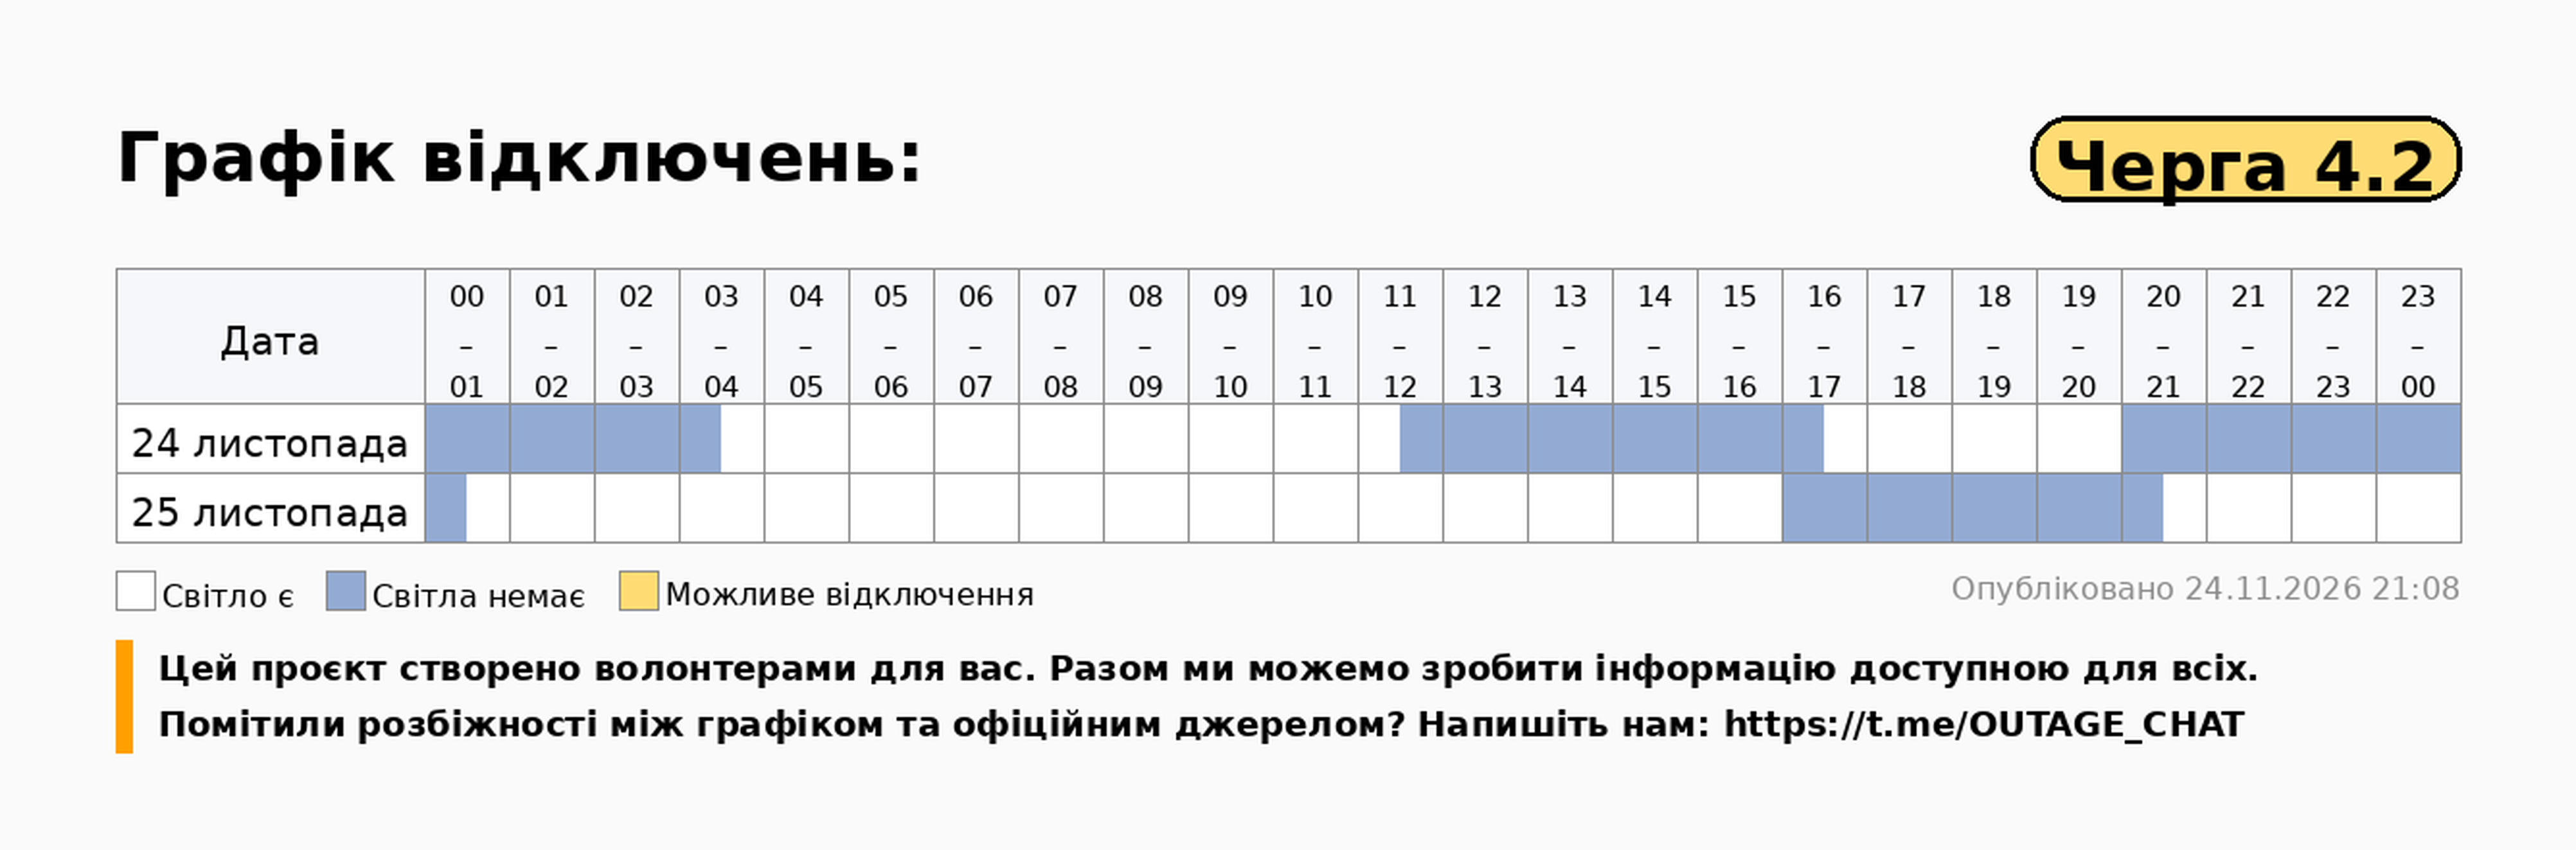 Графік відключень:
Черга 4.2
Дата
00 – 01
01 – 02
02 – 03
03 – 04
04 – 05
05 – 06
06 – 07
07 – 08
08 – 09
09 – 10
10 – 11
11 – 12
12 – 13
13 – 14
14 – 15
15 – 16
16 – 17
17 – 18
18 – 19
19 – 20
20 – 21
21 – 22
22 – 23
23 – 00
24 листопада
25 листопада
Світло є
Світла немає
Можливе відключення
Опубліковано 24.11.2026 21:08
Цей проєкт створено волонтерами для вас. Разом ми можемо зробити інформацію доступною для всіх.
Помітили розбіжності між графіком та офіційним джерелом? Напишіть нам: https://t.me/OUTAGE_CHAT